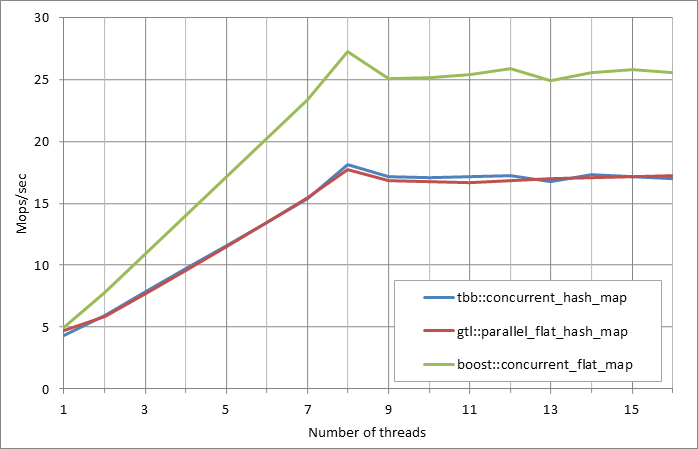 30
25
20
15
10
5
0
Mops/sec
tbb::concurrent_hash_map
gtl::parallel_flat_hash_map
boost::concurrent_flat_map
1 3 5 7 9 11 13 15
Number of threads